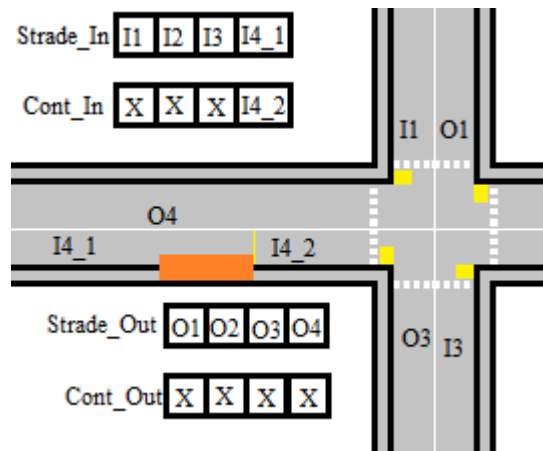 Strade_In I1 I2 I3 I4_1
Cont_In X X X I4_2
I1 O1
O4
I4_1 I4_2
Strade_Out O1 O2 O3 O4
O3 I3
Cont_Out X X X X